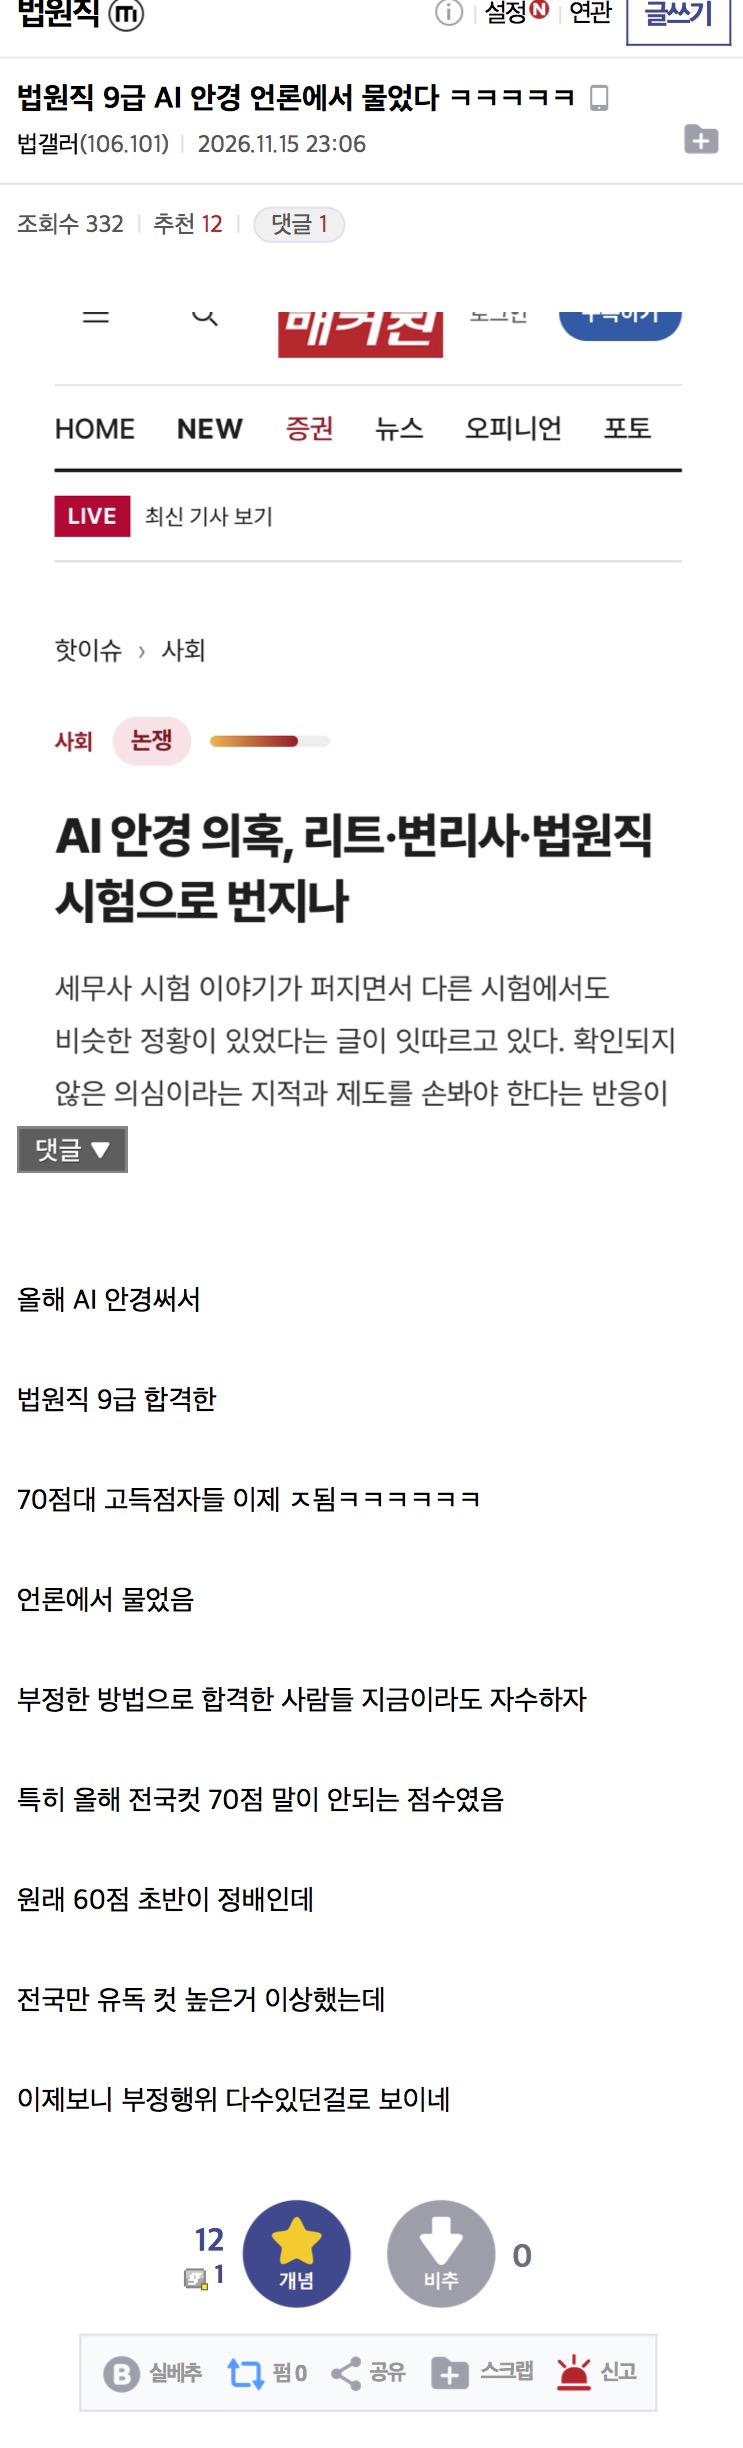 법원직 ⓜ
설정 N 연관 글쓰기
법원직 9급 AI 안경 언론에서 물었다 ㅋㅋㅋㅋㅋ
법갤러(106.101) 2026.11.15 23:06
조회수 332 추천 12 댓글 1
매거진 로그인 구독하기
HOME NEW 증권 뉴스 오피니언 포토
LIVE 최신 기사 보기
핫이슈 › 사회
사회 논쟁
AI 안경 의혹, 리트·변리사·법원직
시험으로 번지나
세무사 시험 이야기가 퍼지면서 다른 시험에서도
비슷한 정황이 있었다는 글이 잇따르고 있다. 확인되지
않은 의심이라는 지적과 제도를 손봐야 한다는 반응이
댓글 ▼
올해 AI 안경써서
법원직 9급 합격한
70점대 고득점자들 이제 ㅈ됨ㅋㅋㅋㅋㅋㅋ
언론에서 물었음
부정한 방법으로 합격한 사람들 지금이라도 자수하자
특히 올해 전국컷 70점 말이 안되는 점수였음
원래 60점 초반이 정배인데
전국만 유독 컷 높은거 이상했는데
이제보니 부정행위 다수있던걸로 보이네
12 개념 비추 0
1
B 실베추 펌 0 공유 스크랩 신고